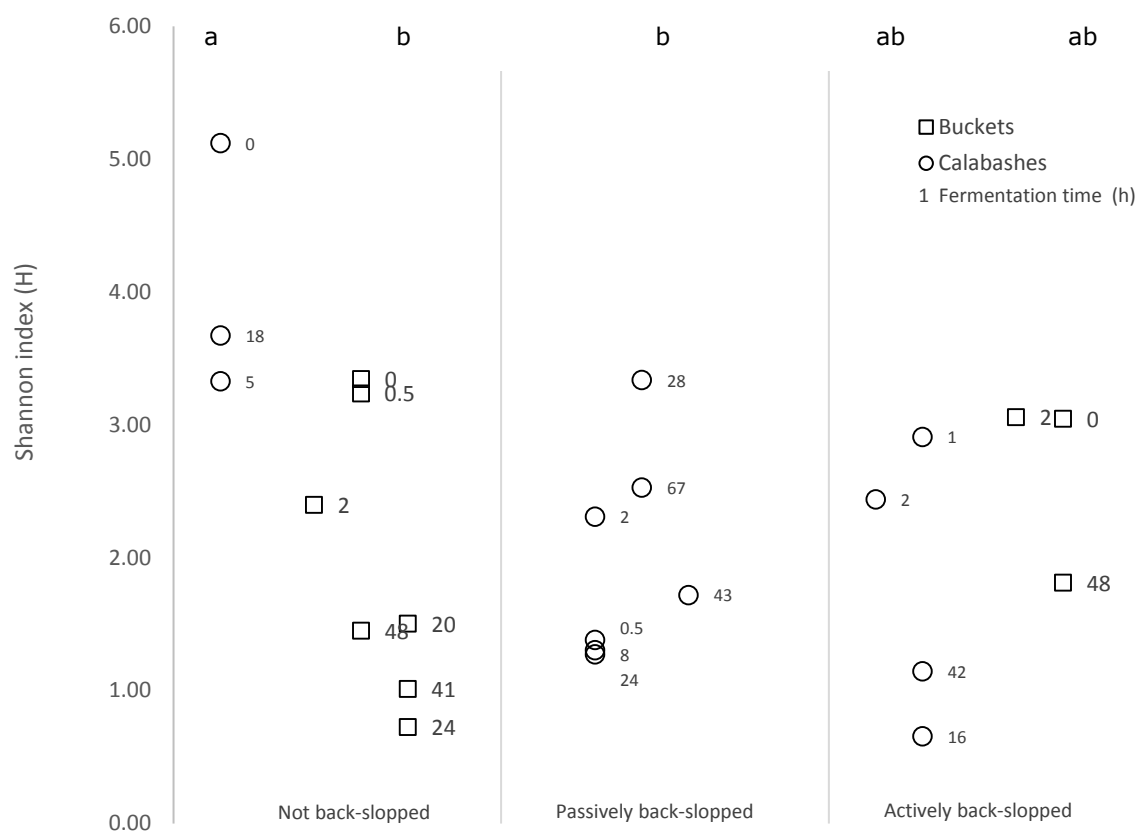 6.00
a
b
b
ab
ab
Buckets
0
5.00
Calabashes
1 Fermentation time (h)
Shannon index (H)
4.00
18
5
0
0.5
28
3.00
1
2
0
2
67
2
2
2.00
43
48
0.5
20
48
8
24
41
42
1.00
24
16
0.00
Not back-slopped
Passively back-slopped
Actively back-slopped